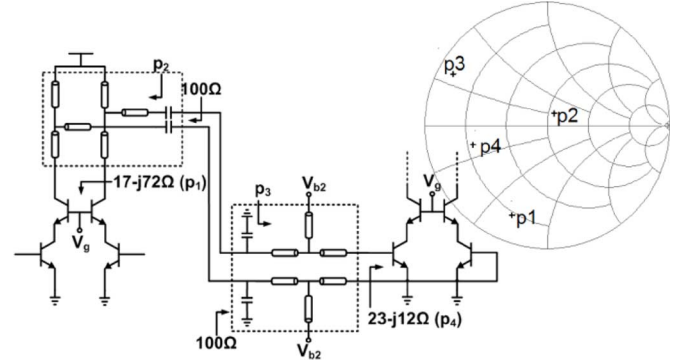 p₂
100Ω
17-j72Ω (p₁)
Vg
p₃
Vb2
100Ω
Vb2
Vg
23-j12Ω (p₄)
p3
p2
p4
p1